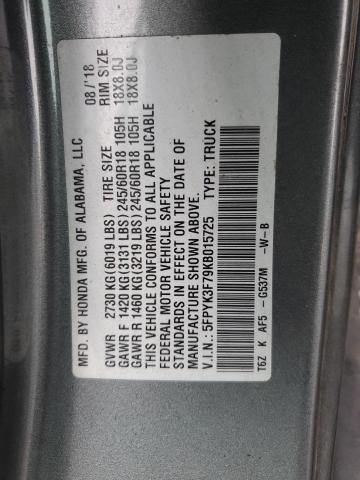 MFD. BY HONDA MFG. OF ALABAMA, LLC 08/'18
GVWR 2730 KG(6019 LBS) TIRE SIZE RIM SIZE
GAWR F 1420 KG(3131 LBS) 245/60R18 105H 18X8.0J
GAWR R 1460 KG(3219 LBS) 245/60R18 105H 18X8.0J
THIS VEHICLE CONFORMS TO ALL APPLICABLE
FEDERAL MOTOR VEHICLE SAFETY
STANDARDS IN EFFECT ON THE DATE OF
MANUFACTURE SHOWN ABOVE.
V.I.N.: 5FPYK3F79KB015725 TYPE: TRUCK
T6Z K AF5 - G537M -W-B